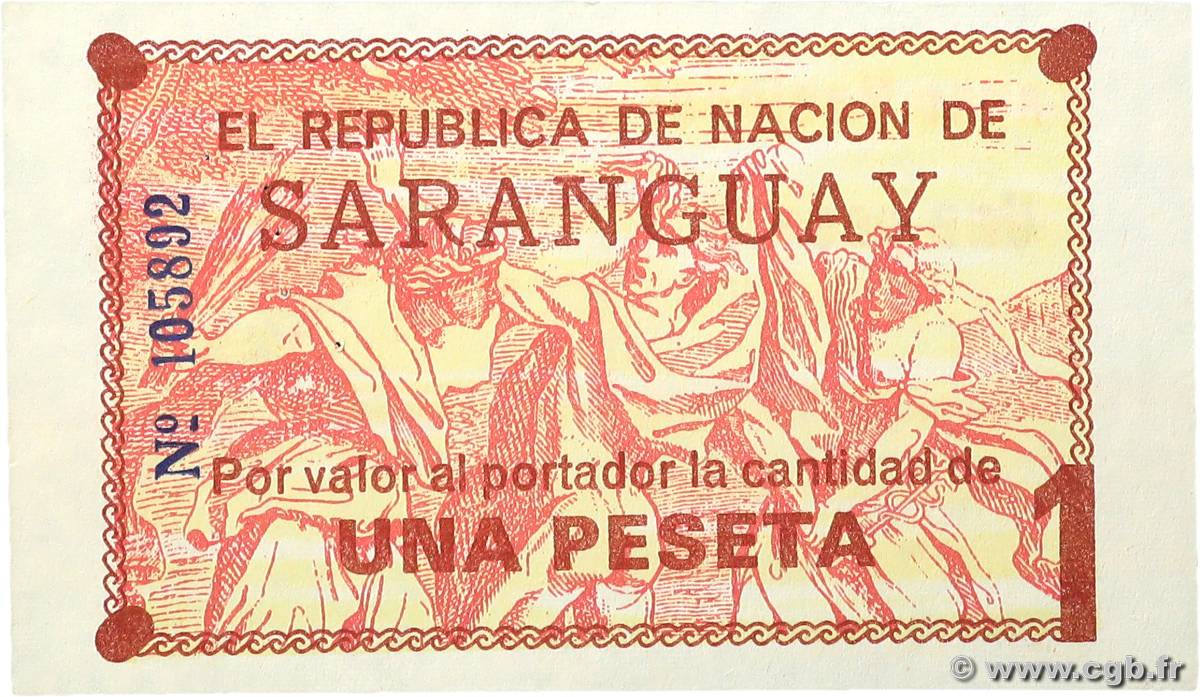 EL REPUBLICA DE NACION DE
SARANGUAY
Nº 105892
Por valor al portador la cantidad de
UNA PESETA
1
© www.cgb.fr